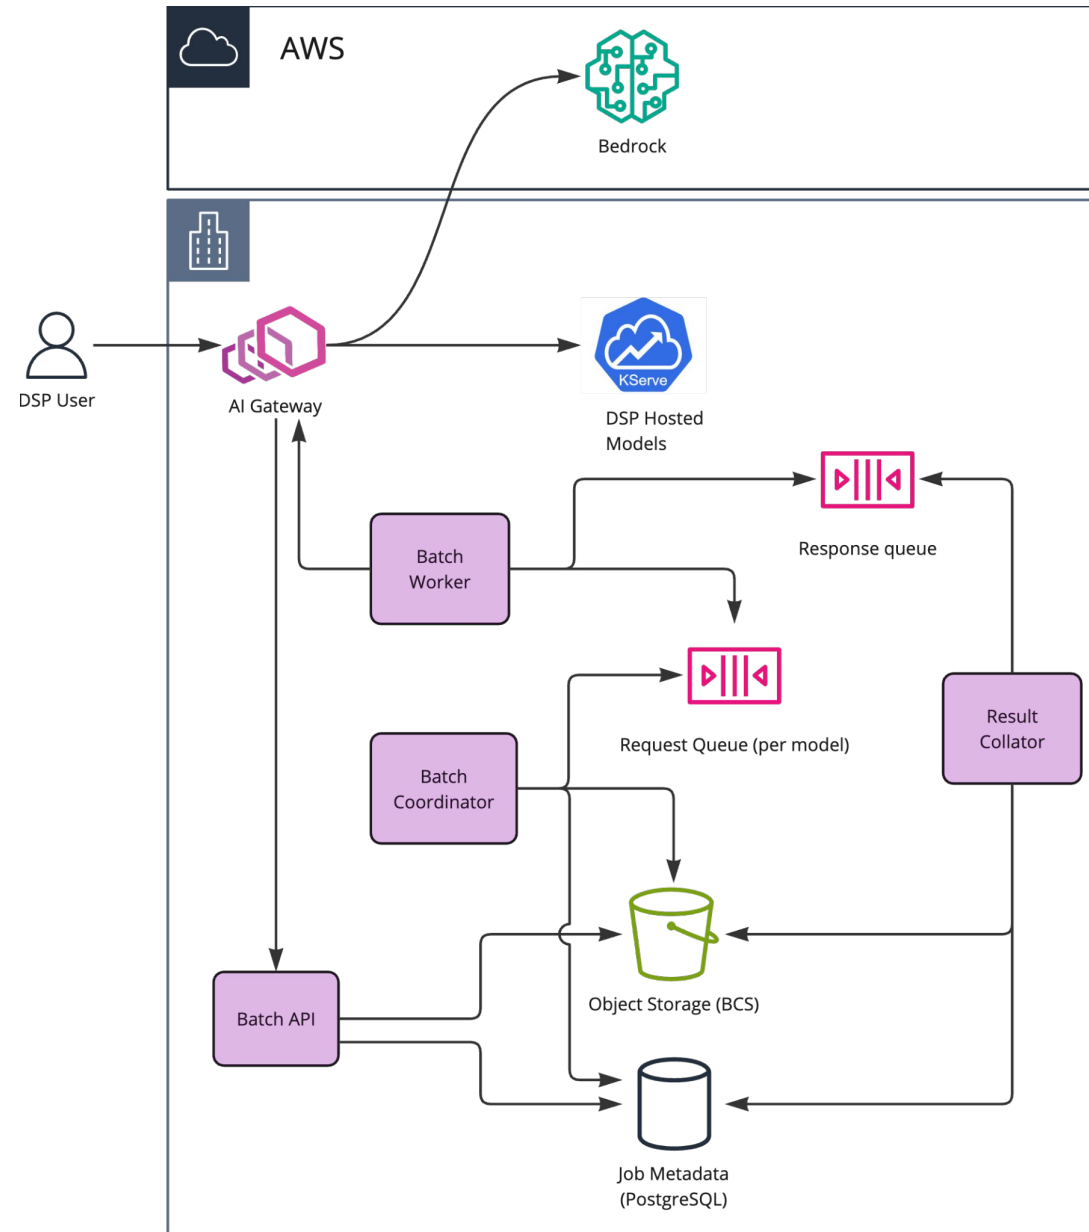 AWS
Bedrock
DSP User
AI Gateway
KServe
DSP Hosted
Models
Response queue
Batch
Worker
Request Queue (per model)
Result
Collator
Batch
Coordinator
Object Storage (BCS)
Batch API
Job Metadata
(PostgreSQL)